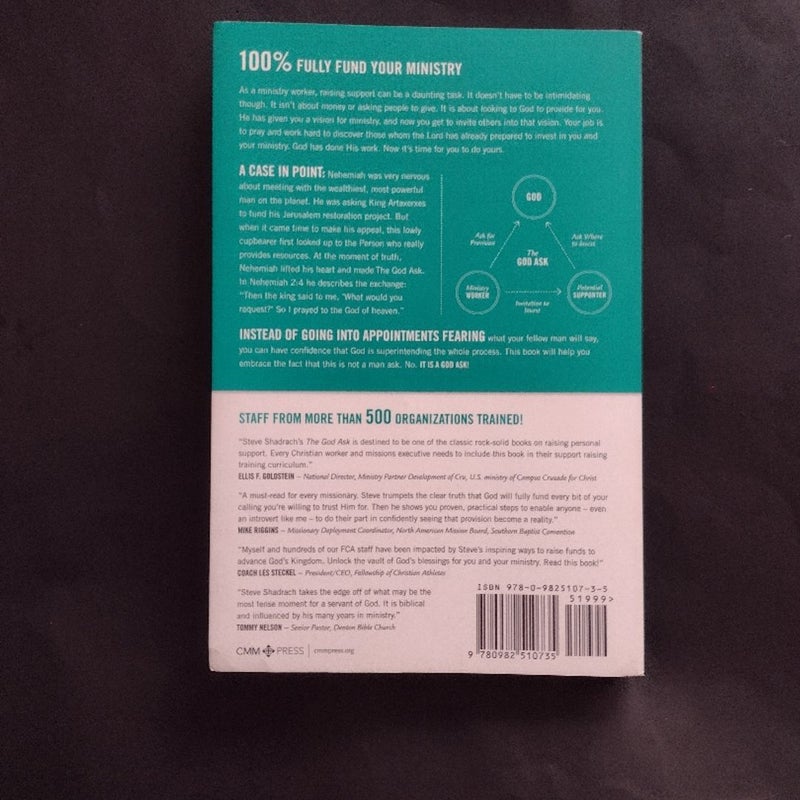 100% FULLY FUND YOUR MINISTRY
As a ministry worker, raising support can be a daunting task. It doesn't have to be intimidating
though. It isn't about money or asking people to give. It is about looking to God to provide for you.
He has given you a vision for ministry, and now you get to invite others into that vision. Your job is
to pray and work hard to discover those whom the Lord has already prepared to invest in you and
your ministry. God has done His work. Now it's time for you to do yours.
A CASE IN POINT: Nehemiah was very nervous
about meeting with the wealthiest, most powerful
man on the planet. He was asking King Artaxerxes
to fund his Jerusalem restoration project. But
when it came time to make his appeal, this lowly
cupbearer first looked up to the Person who really
provides resources. At the moment of truth,
Nehemiah lifted his heart and made The God Ask.
In Nehemiah 2:4 he describes the exchange:
"Then the king said to me, 'What would you
request?' So I prayed to the God of heaven."
GOD
Ask for
Provision
Ask Where
to Invest
The
GOD ASK
Ministry
WORKER
Potential
SUPPORTER
Invitation to
Invest
INSTEAD OF GOING INTO APPOINTMENTS FEARING what your fellow man will say,
you can have confidence that God is superintending the whole process. This book will help you
embrace the fact that this is not a man ask. No. IT IS A GOD ASK!
STAFF FROM MORE THAN 500 ORGANIZATIONS TRAINED!
"Steve Shadrach's The God Ask is destined to be one of the classic rock-solid books on raising personal
support. Every Christian worker and missions executive needs to include this book in their support raising
training curriculum."
ELLIS F. GOLDSTEIN – National Director, Ministry Partner Development of Cru, U.S. ministry of Campus Crusade for Christ
"A must-read for every missionary. Steve trumpets the clear truth that God will fully fund every bit of your
calling you're willing to trust Him for. Then he shows you proven, practical steps to enable anyone – even
an introvert like me – to do their part in confidently seeing that provision become a reality."
MIKE RIGGINS – Missionary Deployment Coordinator, North American Mission Board, Southern Baptist Convention
"Myself and hundreds of our FCA staff have been impacted by Steve's inspiring ways to raise funds to
advance God's Kingdom. Unlock the vault of God's blessings for you and your ministry. Read this book!"
COACH LES STECKEL – President/CEO, Fellowship of Christian Athletes
"Steve Shadrach takes the edge off of what may be the
most tense moment for a servant of God. It is biblical
and influenced by his many years in ministry."
TOMMY NELSON – Senior Pastor, Denton Bible Church
CMM PRESS | cmmpress.org
ISBN 978-0-9825107-3-5
51999>
9 780982 510735